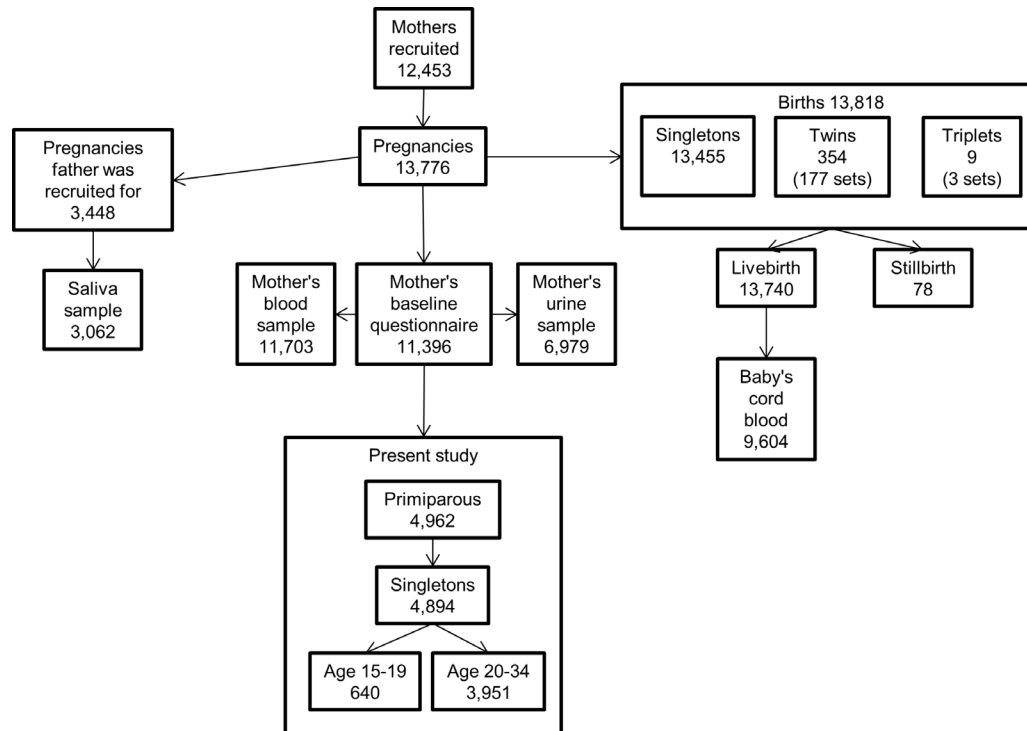 Mothers
recruited
12,453
Pregnancies
13,776
Pregnancies
father was
recruited for
3,448
Saliva
sample
3,062
Births 13,818
Singletons
13,455
Twins
354
(177 sets)
Triplets
9
(3 sets)
Livebirth
13,740
Stillbirth
78
Baby's
cord
blood
9,604
Mother's
blood
sample
11,703
Mother's
baseline
questionnaire
11,396
Mother's
urine
sample
6,979
Present study
Primiparous
4,962
Singletons
4,894
Age 15-19
640
Age 20-34
3,951